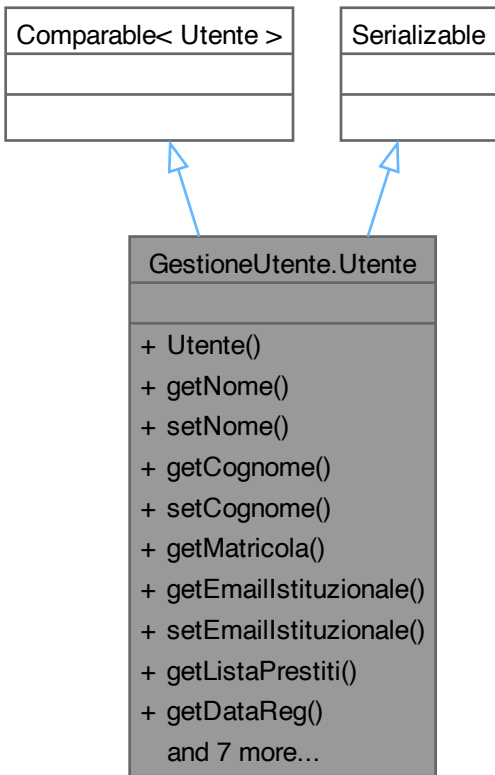 Comparable< Utente >
Serializable
GestioneUtente.Utente
+ Utente()
+ getNome()
+ setNome()
+ getCognome()
+ setCognome()
+ getMatricola()
+ getEmailIstituzionale()
+ setEmailIstituzionale()
+ getListaPrestiti()
+ getDataReg()
and 7 more...